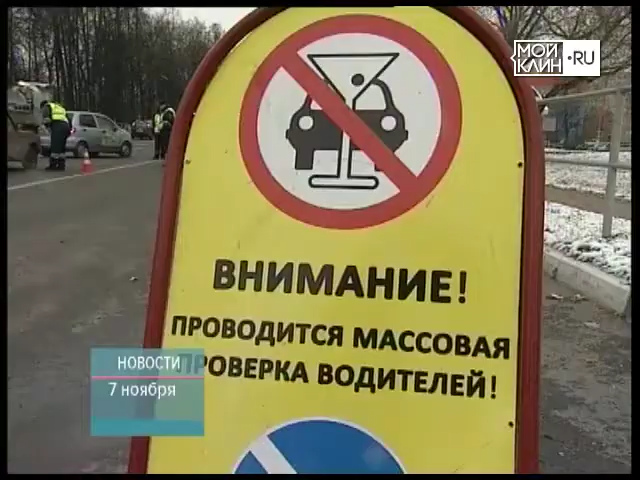 МОЙ
КЛИН .RU
ВНИМАНИЕ!
ПРОВОДИТСЯ МАССОВАЯ
ПРОВЕРКА ВОДИТЕЛЕЙ!
НОВОСТИ
7 ноября